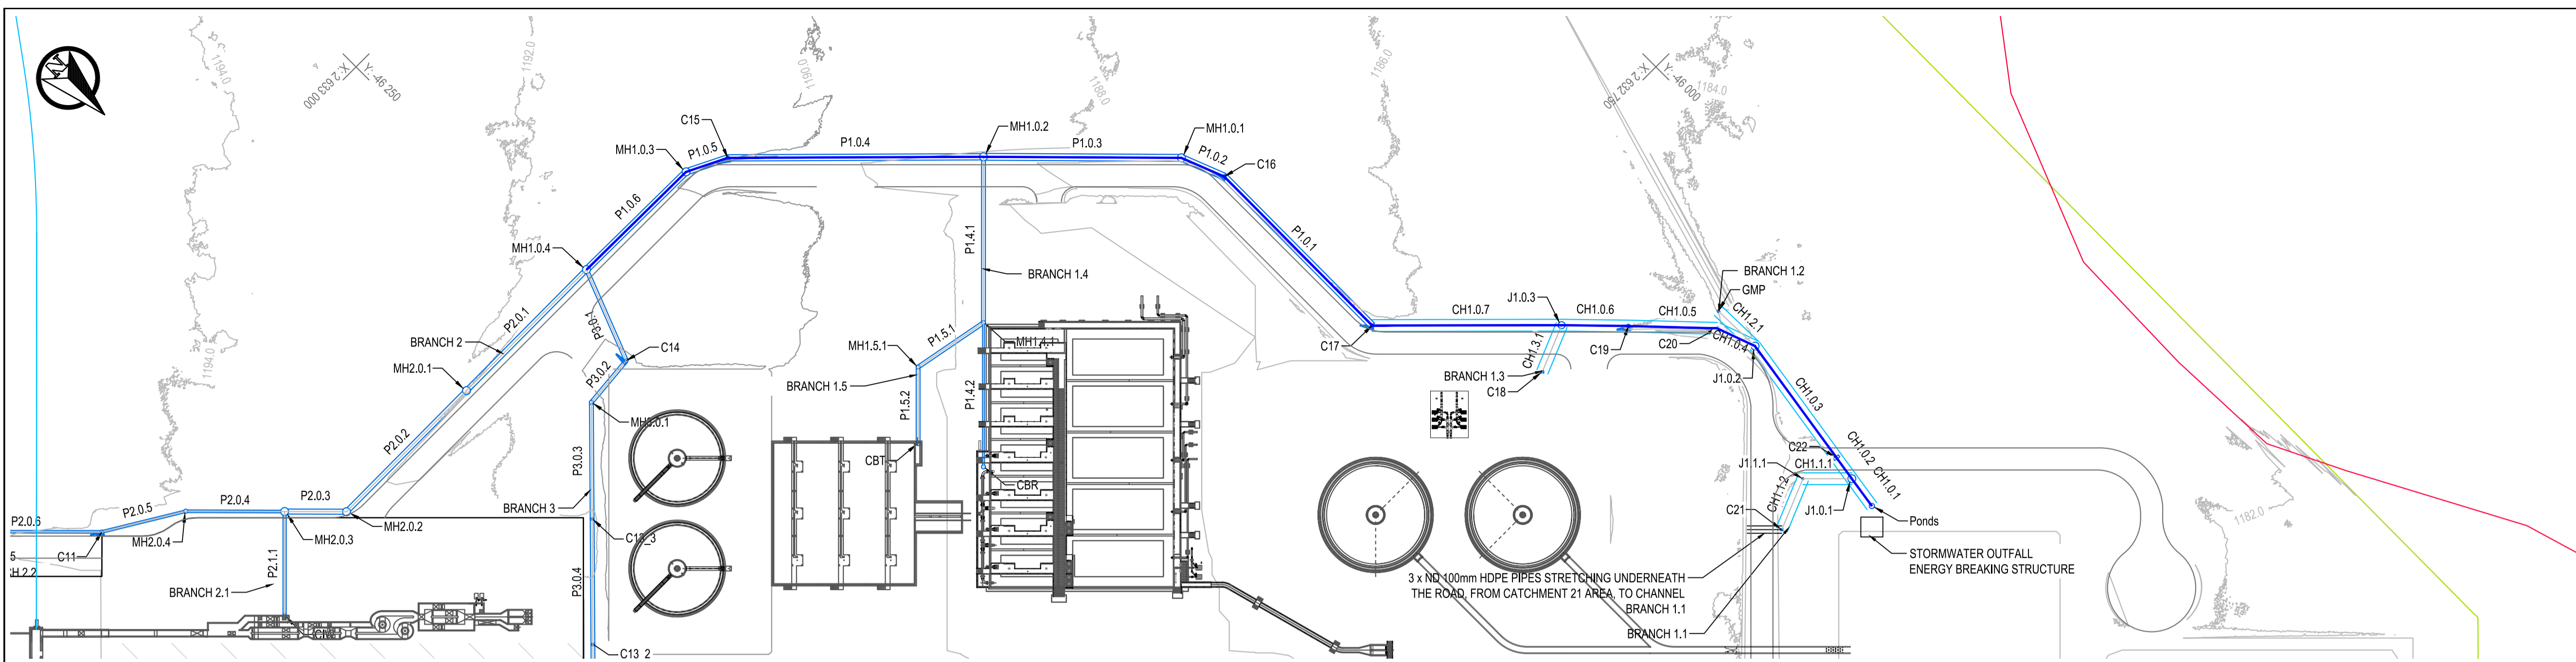 N
1194.0
X: 2 633 000
Y: -46 250
1192.0
1190.0
1188.0
1186.0
X: 2 632 750
Y: -46 000
1184.0
C15
P1.0.4
MH1.0.2
P1.0.3
MH1.0.1
MH1.0.3
P1.0.5
P1.0.2
C16
P1.0.6
P1.0.1
MH1.0.4
P1.4.1
BRANCH 1.4
BRANCH 1.2
GMP
J1.0.3
CH1.0.7
CH1.0.6
CH1.0.5
CH1.2.1
P2.0.1
P3.0.1
BRANCH 2
C14
MH1.5.1
P1.5.1
MH1.4.1
C17
CH1.3.1
C19
C20
CH1.0.4
J1.0.2
1194.0
MH2.0.1
P3.0.2
BRANCH 1.5
P1.5.2
P1.4.2
BRANCH 1.3
C18
CH1.0.3
MH3.0.1
P2.0.2
P3.0.3
CBT
CBR
C22
J1.1.1
CH1.1.1
CH1.0.2
CH1.0.1
CH1.1.2
P2.0.6
P2.0.5
P2.0.4
P2.0.3
MH2.0.2
BRANCH 3
C21
J1.0.1
Ponds
1182.0
C11
MH2.0.4
MH2.0.3
C13_3
5
CH.2.2
P2.1.1
P3.0.4
BRANCH 2.1
STORMWATER OUTFALL
ENERGY BREAKING STRUCTURE
3 x ND 100mm HDPE PIPES STRETCHING UNDERNEATH
THE ROAD, FROM CATCHMENT 21 AREA, TO CHANNEL
BRANCH 1.1
BRANCH 1.1
C13_2